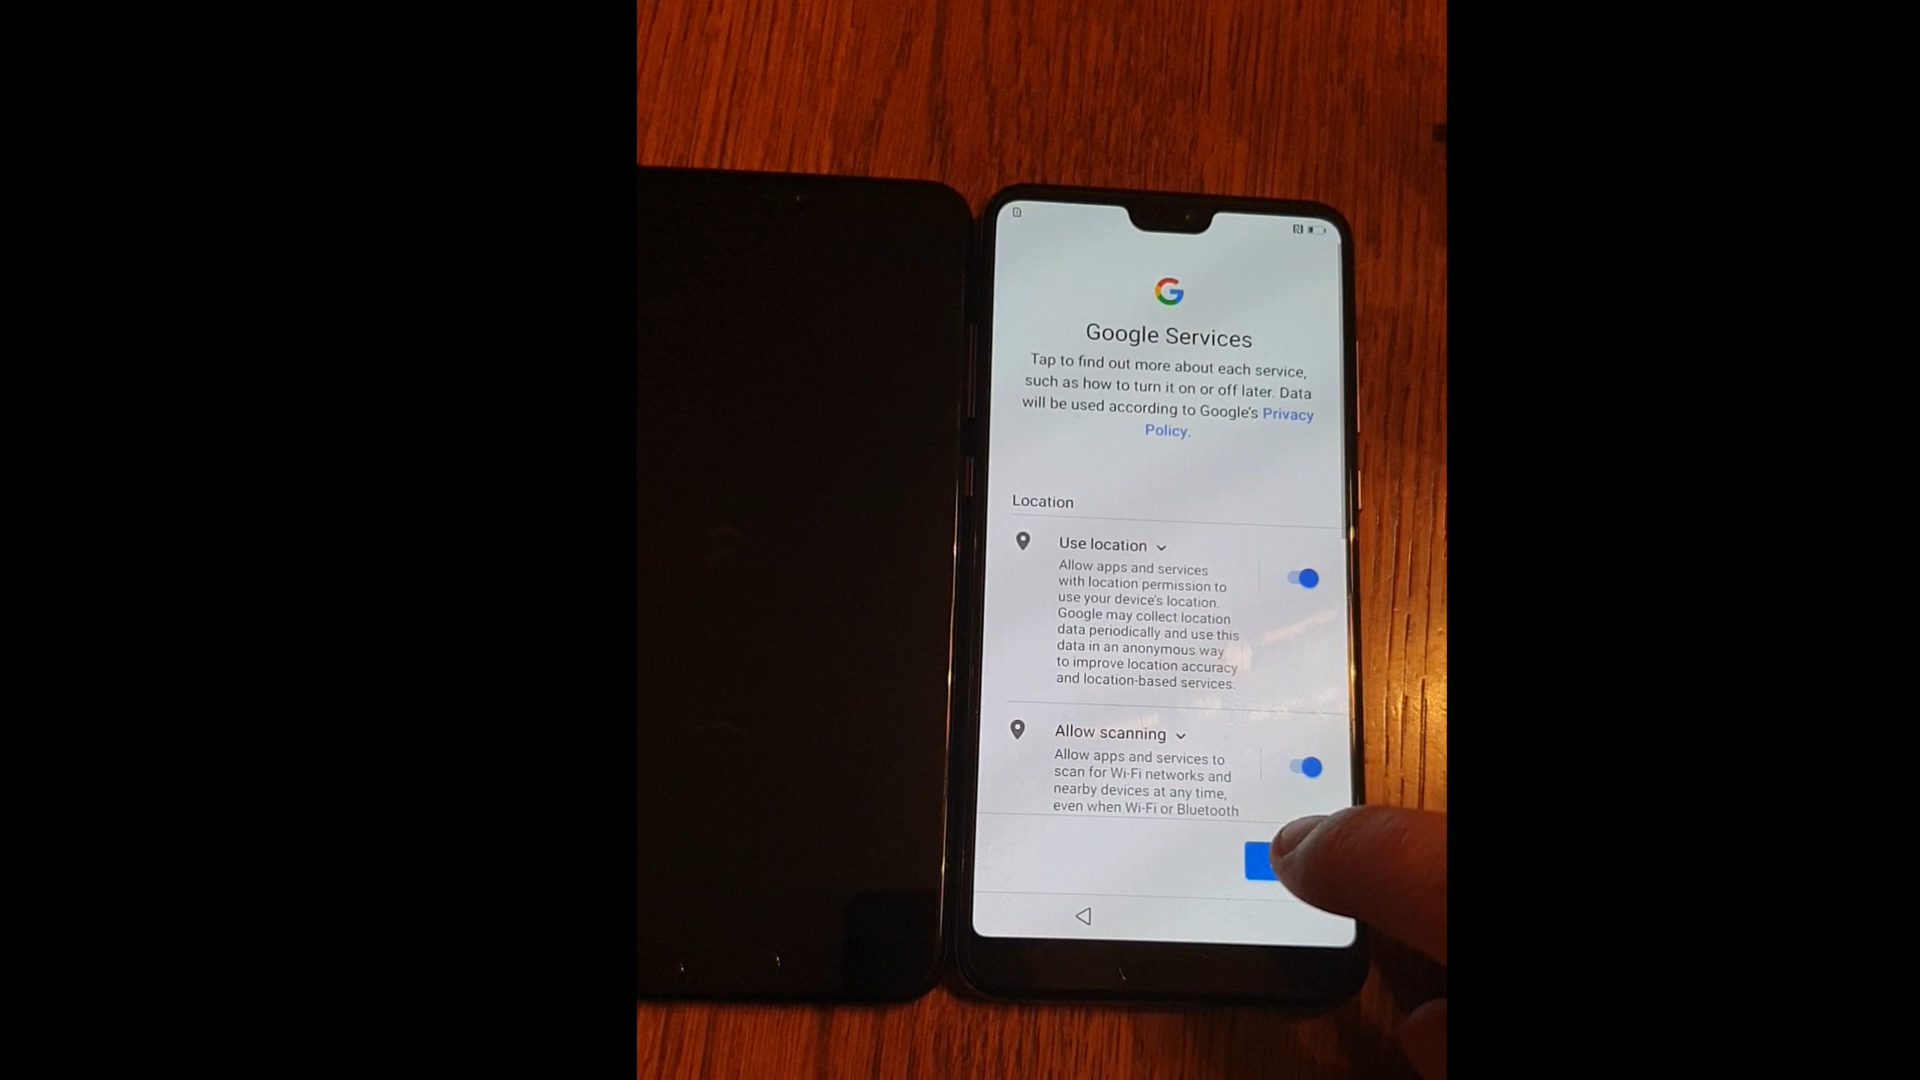 Google Services
Tap to find out more about each service,
such as how to turn it on or off later. Data
will be used according to Google's Privacy
Policy.
Location
Use location
Allow apps and services
with location permission to
use your device's location.
Google may collect location
data periodically and use this
data in an anonymous way
to improve location accuracy
and location-based services.
Allow scanning
Allow apps and services to
scan for Wi-Fi networks and
nearby devices at any time,
even when Wi-Fi or Bluetooth